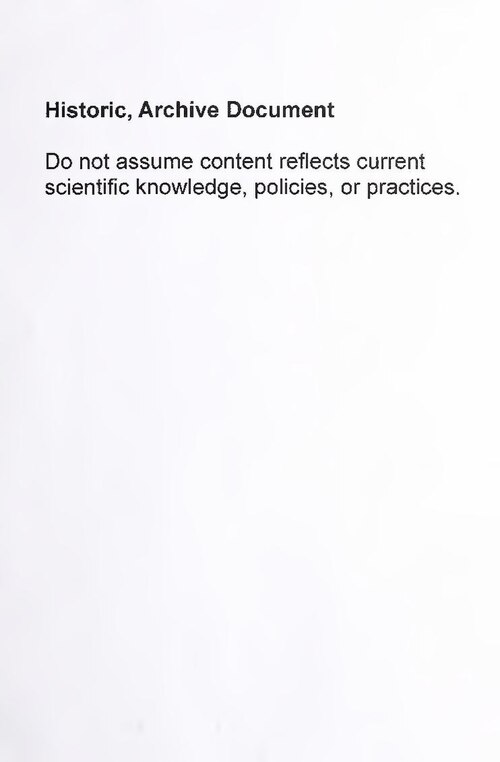 Historic, Archive Document
Do not assume content reflects current
scientific knowledge, policies, or practices.